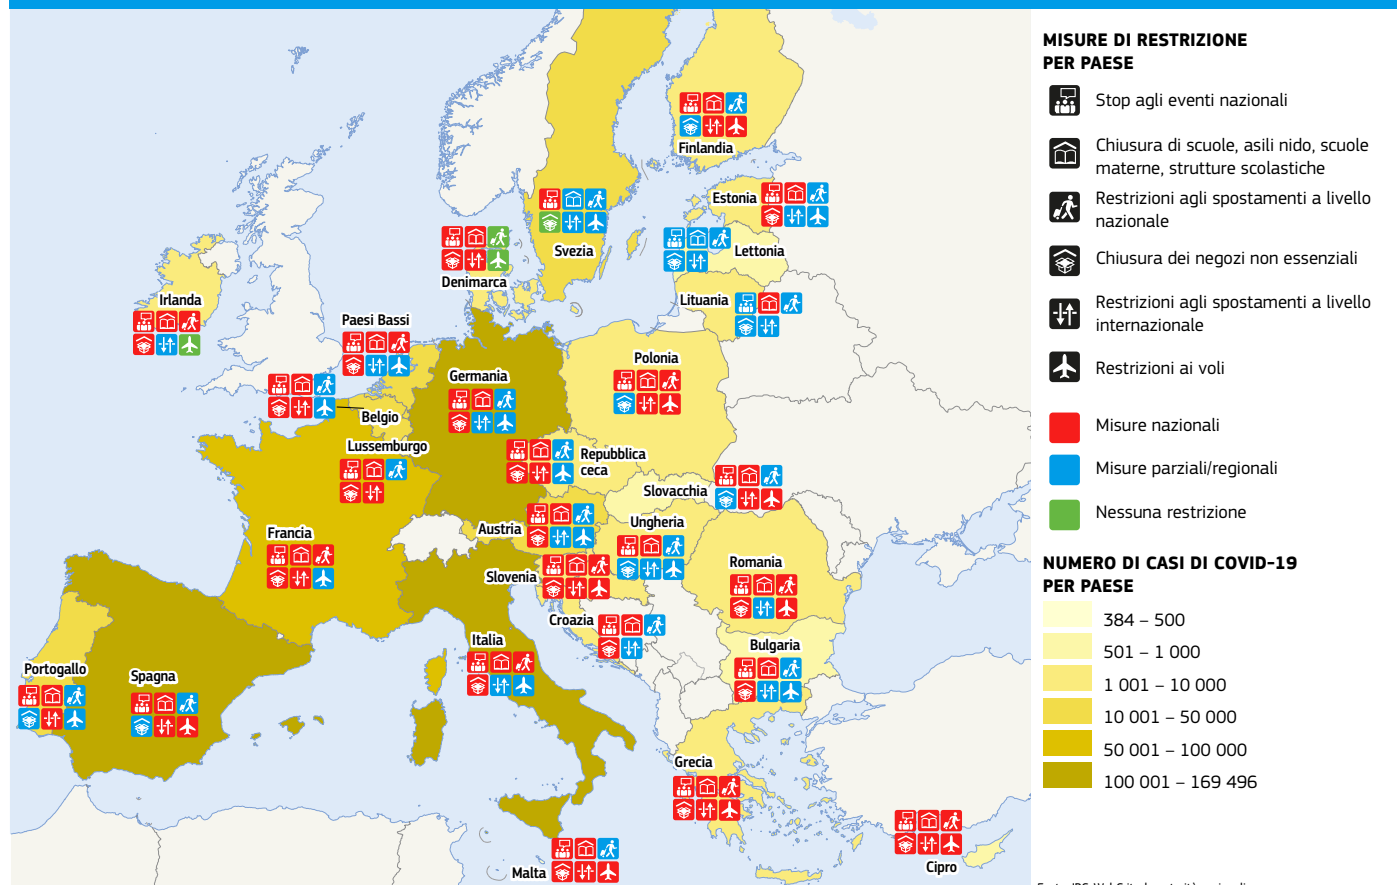 MISURE DI RESTRIZIONE
PER PAESE
Stop agli eventi nazionali
Chiusura di scuole, asili nido, scuole
materne, strutture scolastiche
Restrizioni agli spostamenti a livello
nazionale
Chiusura dei negozi non essenziali
Restrizioni agli spostamenti a livello
internazionale
Restrizioni ai voli
Misure nazionali
Misure parziali/regionali
Nessuna restrizione
NUMERO DI CASI DI COVID-19
PER PAESE
384 – 500
501 – 1 000
1 001 – 10 000
10 001 – 50 000
50 001 – 100 000
100 001 – 169 496
Finlandia
Estonia
Svezia
Lettonia
Denimarca
Irlanda
Lituania
Paesi Bassi
Polonia
Germania
Belgio
Lussemburgo
Repubblica
ceca
Slovacchia
Austria
Ungheria
Francia
Romania
Slovenia
Croazia
Italia
Bulgaria
Portogallo
Spagna
Grecia
Cipro
Malta